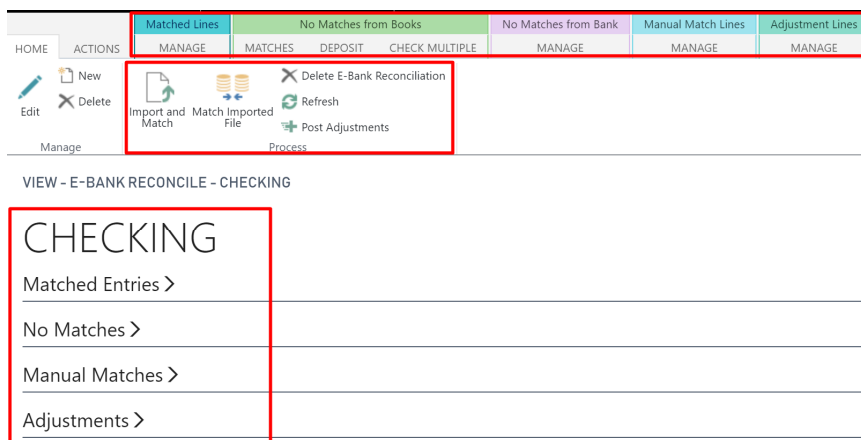 Matched Lines No Matches from Books No Matches from Bank Manual Match Lines Adjustment Lines
HOME ACTIONS MANAGE MATCHES DEPOSIT CHECK MULTIPLE MANAGE MANAGE MANAGE
Edit
New
Delete
Manage
Import and
Match
Match Imported
File
Delete E-Bank Reconciliation
Refresh
Post Adjustments
Process
VIEW - E-BANK RECONCILE - CHECKING
CHECKING
Matched Entries
No Matches
Manual Matches
Adjustments